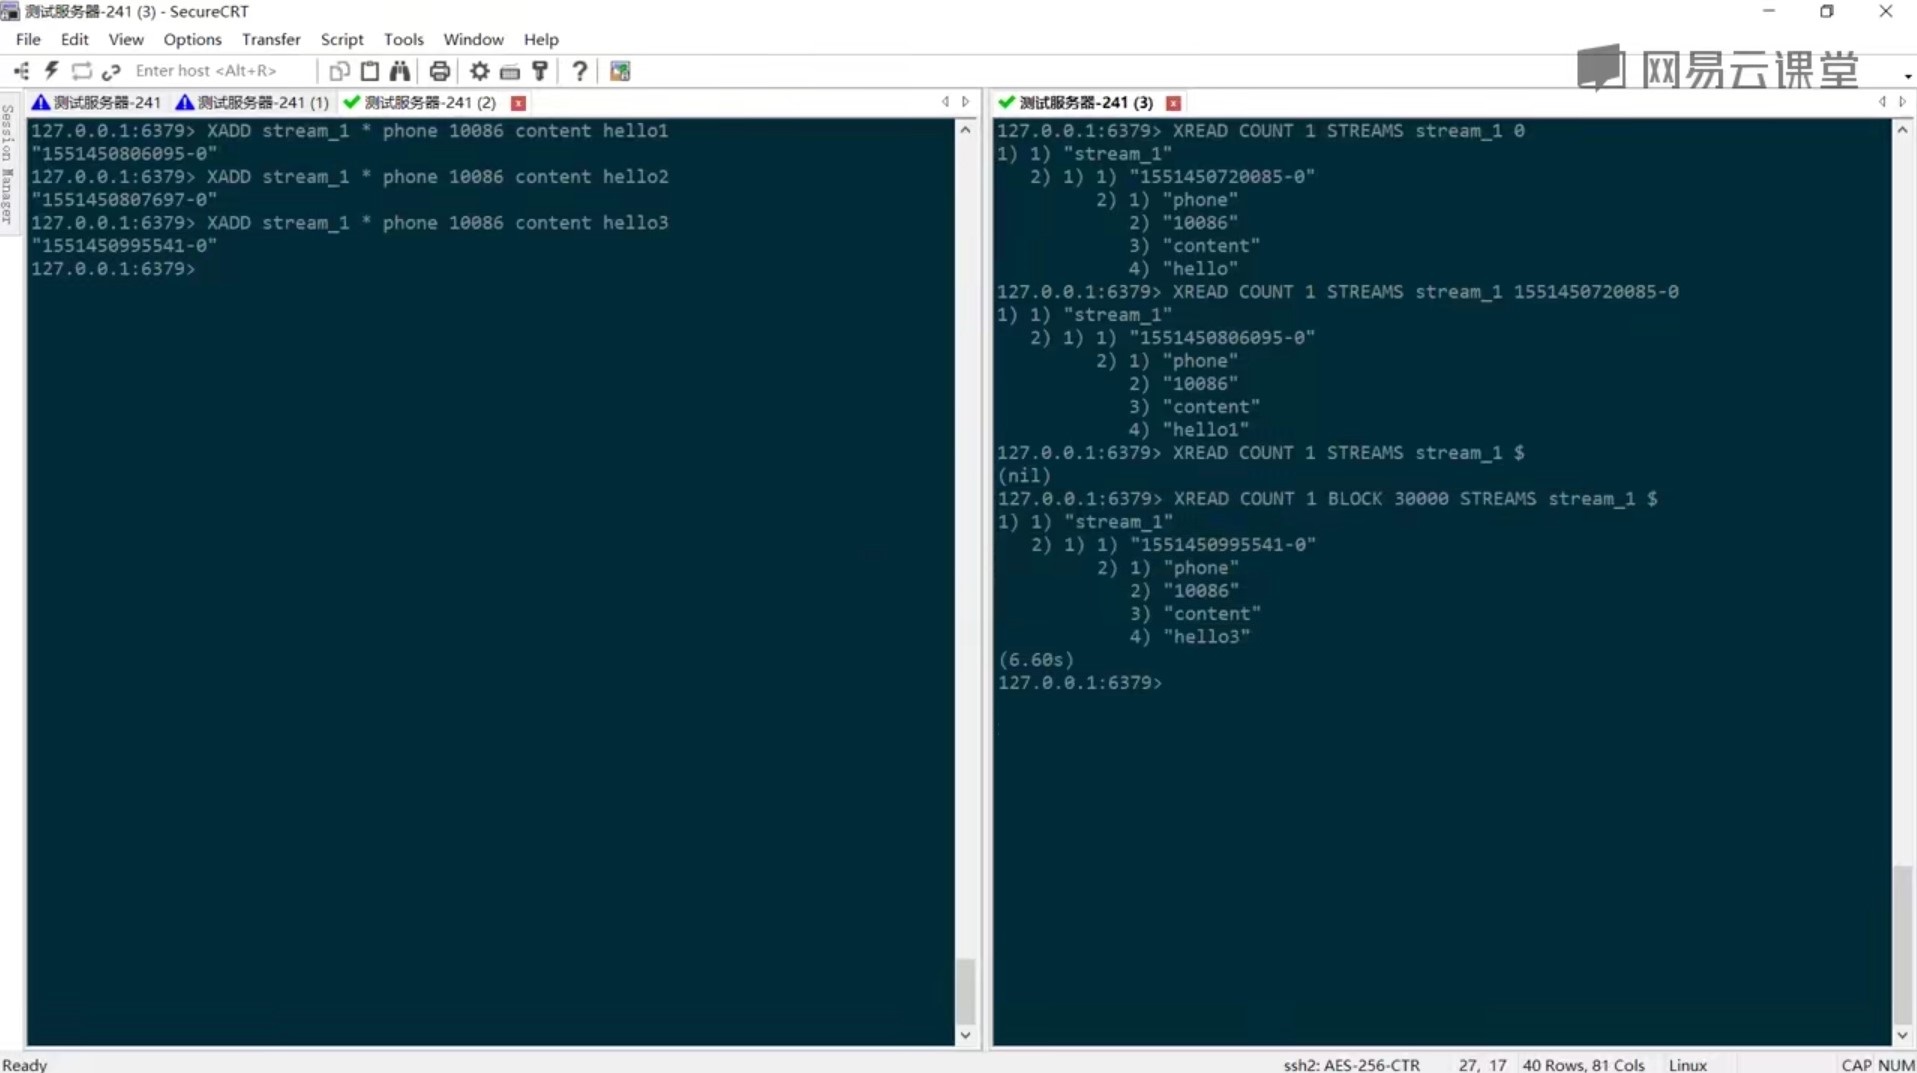 测试服务器-241 (3) - SecureCRT
File Edit View Options Transfer Script Tools Window Help
Enter host <Alt+R>
网易云课堂
Session Manager
测试服务器-241 测试服务器-241 (1) 测试服务器-241 (2)
127.0.0.1:6379> XADD stream_1 * phone 10086 content hello1
"1551450806095-0"
127.0.0.1:6379> XADD stream_1 * phone 10086 content hello2
"1551450807697-0"
127.0.0.1:6379> XADD stream_1 * phone 10086 content hello3
"1551450995541-0"
127.0.0.1:6379>
测试服务器-241 (3)
127.0.0.1:6379> XREAD COUNT 1 STREAMS stream_1 0
1) 1) "stream_1"
   2) 1) 1) "1551450720085-0"
         2) 1) "phone"
            2) "10086"
            3) "content"
            4) "hello"
127.0.0.1:6379> XREAD COUNT 1 STREAMS stream_1 1551450720085-0
1) 1) "stream_1"
   2) 1) 1) "1551450806095-0"
         2) 1) "phone"
            2) "10086"
            3) "content"
            4) "hello1"
127.0.0.1:6379> XREAD COUNT 1 STREAMS stream_1 $
(nil)
127.0.0.1:6379> XREAD COUNT 1 BLOCK 30000 STREAMS stream_1 $
1) 1) "stream_1"
   2) 1) 1) "1551450995541-0"
         2) 1) "phone"
            2) "10086"
            3) "content"
            4) "hello3"
(6.60s)
127.0.0.1:6379>
Ready ssh2: AES-256-CTR 27, 17 40 Rows, 81 Cols Linux CAP NUM